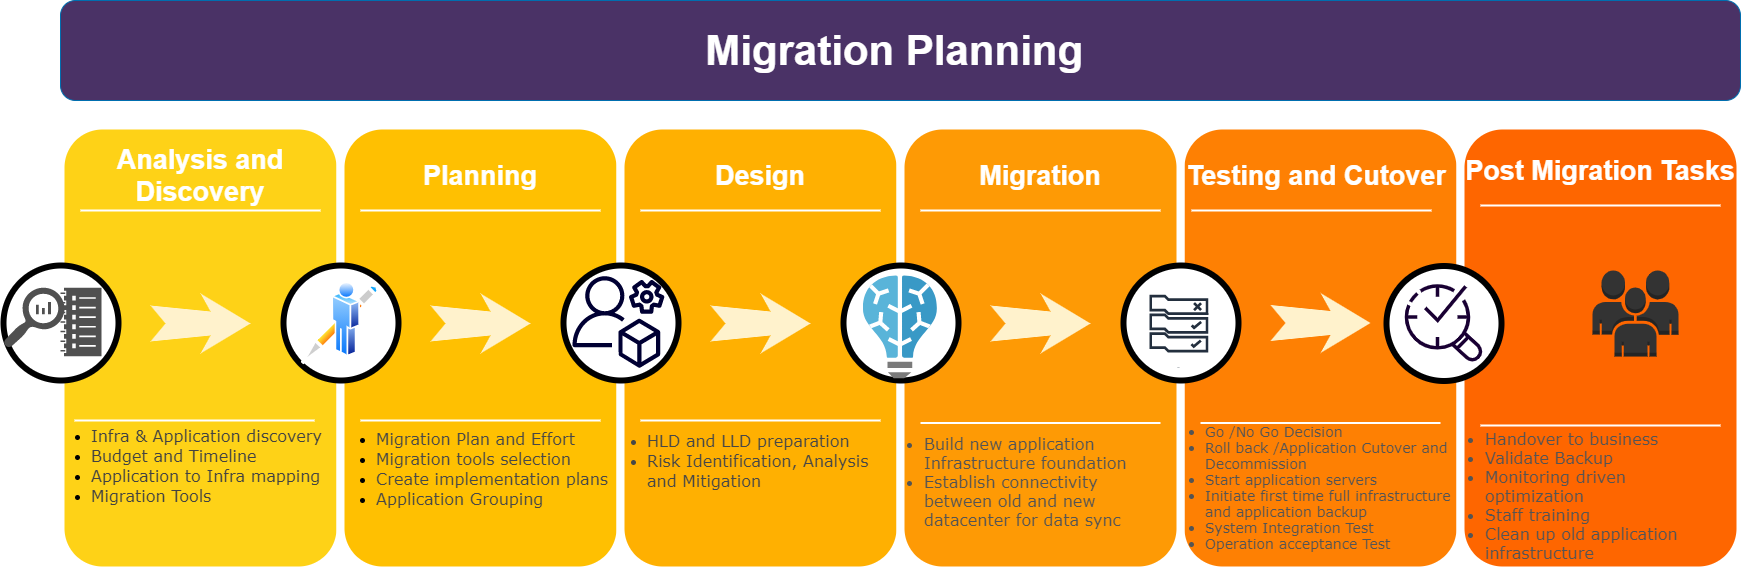 Migration Planning
Analysis and
Discovery
Infra & Application discovery
Budget and Timeline
Application to Infra mapping
Migration Tools
Planning
Migration Plan and Effort
Migration tools selection
Create implementation plans
Application Grouping
Design
HLD and LLD preparation
Risk Identification, Analysis
and Mitigation
Migration
Build new application
Infrastructure foundation
Establish connectivity
between old and new
datacenter for data sync
Testing and Cutover
Go /No Go Decision
Roll back /Application Cutover and
Decommission
Start application servers
Initiate first time full infrastructure
and application backup
System Integration Test
Operation acceptance Test
Post Migration Tasks
Handover to business
Validate Backup
Monitoring driven
optimization
Staff training
Clean up old application
infrastructure